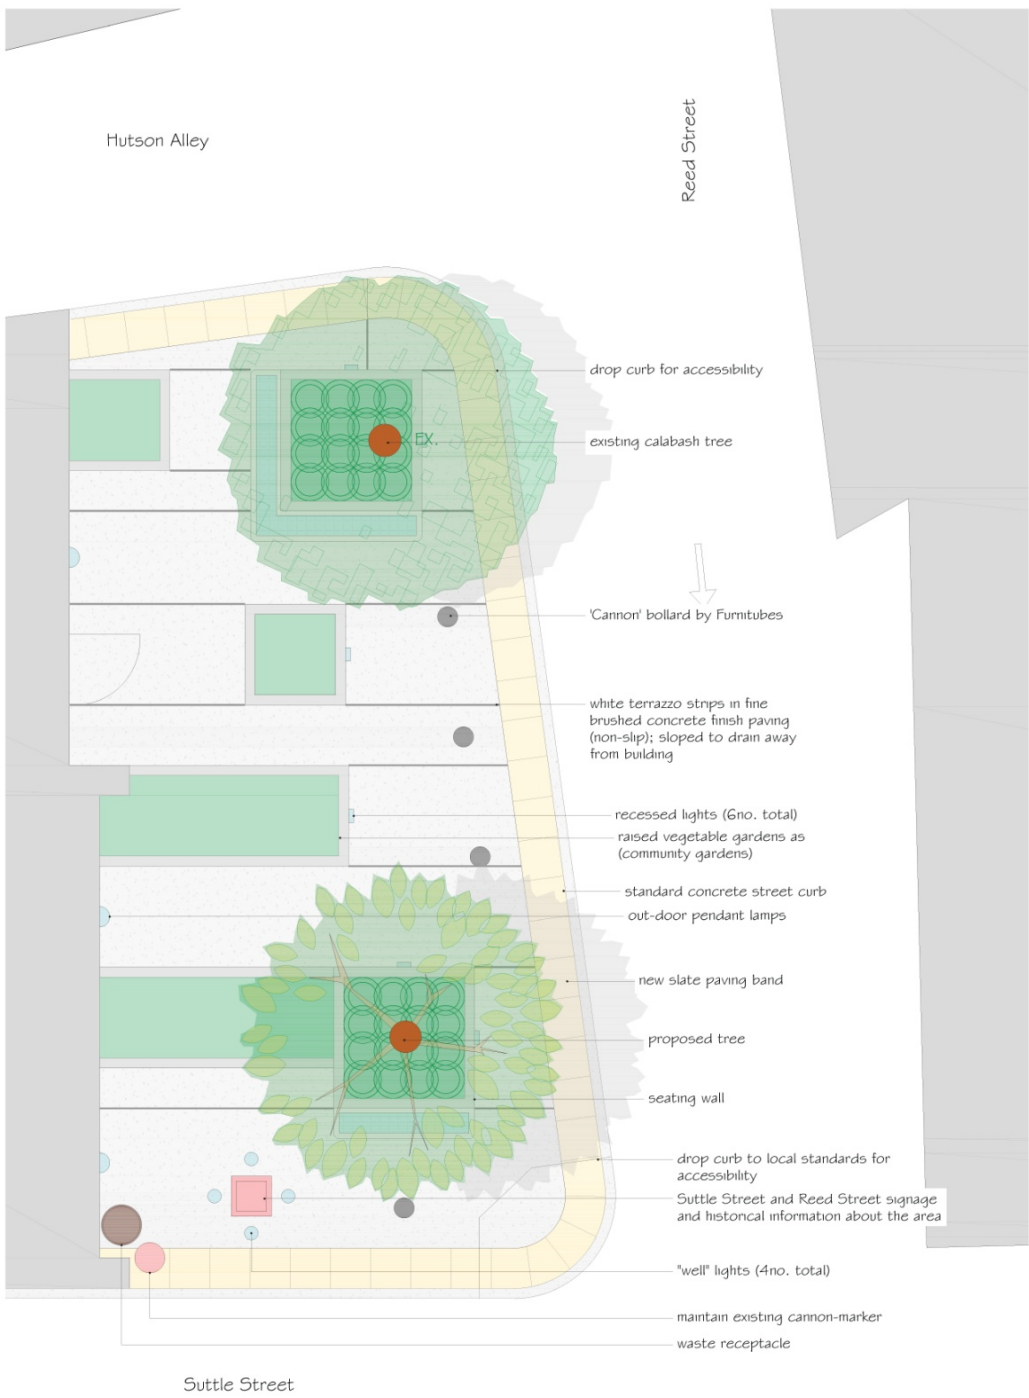 Hutson Alley
Reed Street
drop curb for accessibility
EX.
existing calabash tree
'Cannon' bollard by Furnitubes
white terrazzo strips in fine
brushed concrete finish paving
(non-slip); sloped to drain away
from building
recessed lights (6no. total)
raised vegetable gardens as
(community gardens)
standard concrete street curb
out-door pendant lamps
new slate paving band
proposed tree
seating wall
drop curb to local standards for
accessibility
Suttle Street and Reed Street signage
and historical information about the area
"well" lights (4no. total)
maintain existing cannon-marker
waste receptacle
Suttle Street